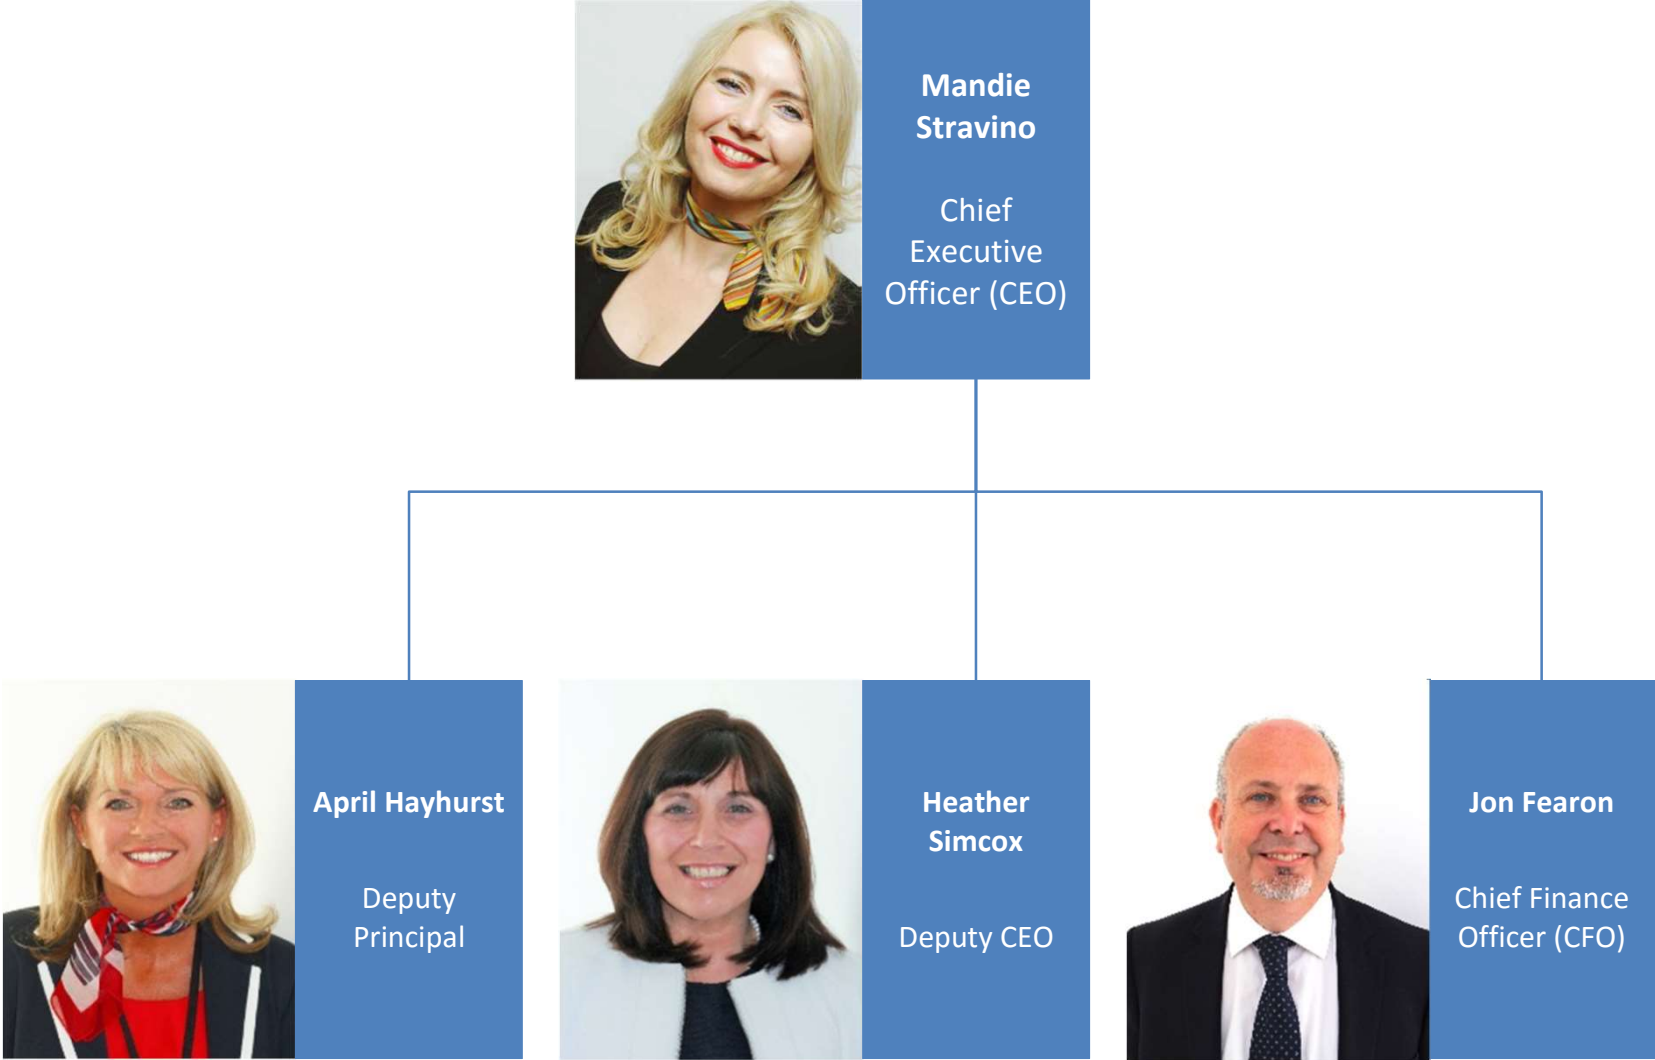 Mandie
Stravino
Chief
Executive
Officer (CEO)
April Hayhurst
Deputy
Principal
Heather
Simcox
Deputy CEO
Jon Fearon
Chief Finance
Officer (CFO)